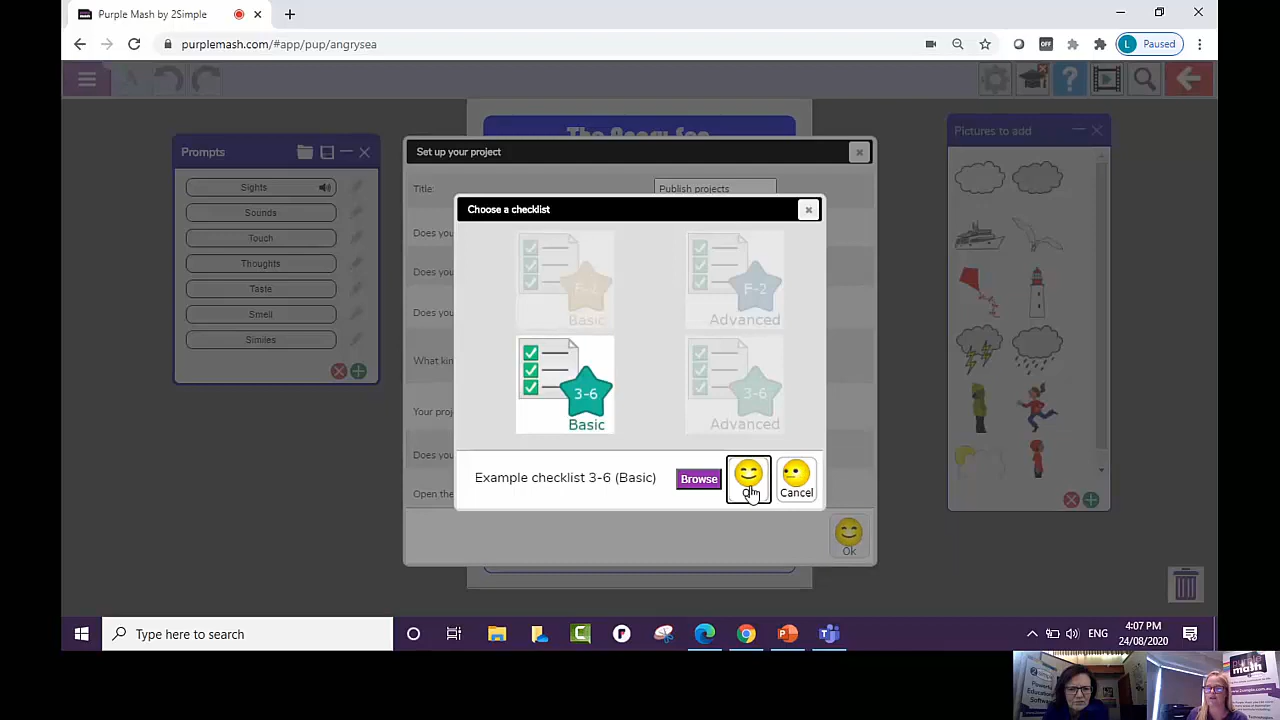 Purple Mash by 2Simple
purplemash.com/#app/pup/angrysea
OFF
L Paused
Prompts
Sights
Sounds
Touch
Thoughts
Taste
Smell
Similes
Set up your project
Title:
Publish projects
Does you
Does you
Does you
What kin
Your proj
Does you
Open the
Ok
Choose a checklist
F-2
Basic
F-2
Advanced
3-6
Basic
3-6
Advanced
Example checklist 3-6 (Basic)
Browse
Cancel
Pictures to add
Type here to search
ENG
4:07 PM
24/08/2020
purple
mash